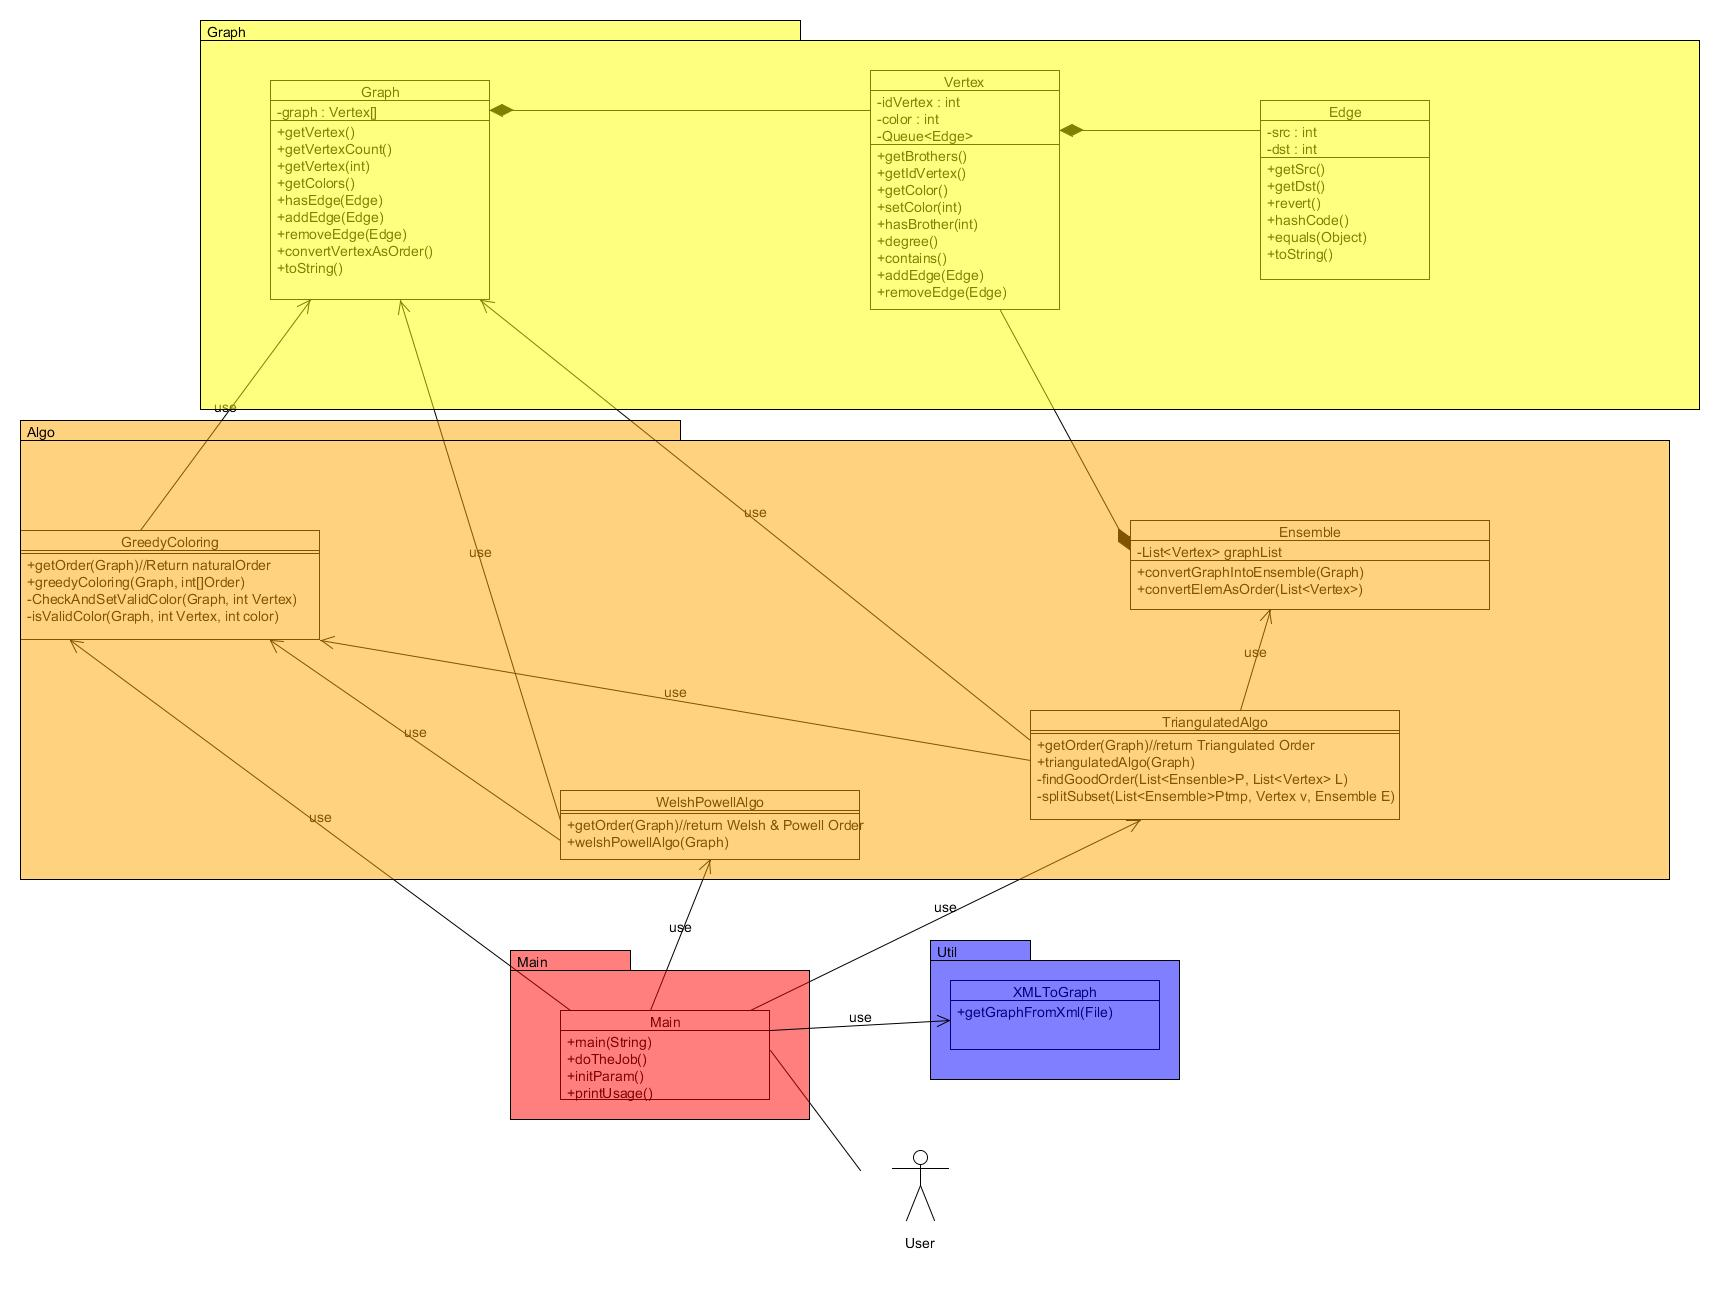 Graph
Graph
-graph : Vertex[]
+getVertex()
+getVertexCount()
+getVertex(int)
+getColors()
+hasEdge(Edge)
+addEdge(Edge)
+removeEdge(Edge)
+convertVertexAsOrder()
+toString()
Vertex
-idVertex : int
-color : int
-Queue<Edge>
+getBrothers()
+getIdVertex()
+getColor()
+setColor(int)
+hasBrother(int)
+degree()
+contains()
+addEdge(Edge)
+removeEdge(Edge)
Edge
-src : int
-dst : int
+getSrc()
+getDst()
+revert()
+hashCode()
+equals(Object)
+toString()
use
Algo
use
use
GreedyColoring
+getOrder(Graph)//Return naturalOrder
+greedyColoring(Graph, int[]Order)
-CheckAndSetValidColor(Graph, int Vertex)
-isValidColor(Graph, int Vertex, int color)
Ensemble
-List<Vertex> graphList
+convertGraphIntoEnsemble(Graph)
+convertElemAsOrder(List<Vertex>)
use
use
use
TriangulatedAlgo
+getOrder(Graph)//return Triangulated Order
+triangulatedAlgo(Graph)
-findGoodOrder(List<Ensenble>P, List<Vertex> L)
-splitSubset(List<Ensemble>Ptmp, Vertex v, Ensemble E)
use
WelshPowellAlgo
+getOrder(Graph)//return Welsh & Powell Order
+welshPowellAlgo(Graph)
use
use
Main
Main
+main(String)
+doTheJob()
+initParam()
+printUsage()
use
Util
XMLToGraph
+getGraphFromXml(File)
User